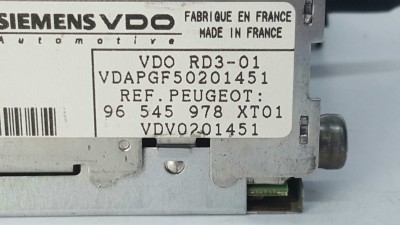 SIEMENS VDO
Automotive
FABRIQUE EN FRANCE
MADE IN FRANCE
VDO RD3-01
VDAPGF50201451
REF. PEUGEOT:
96 545 978 XT01
VDV0201451